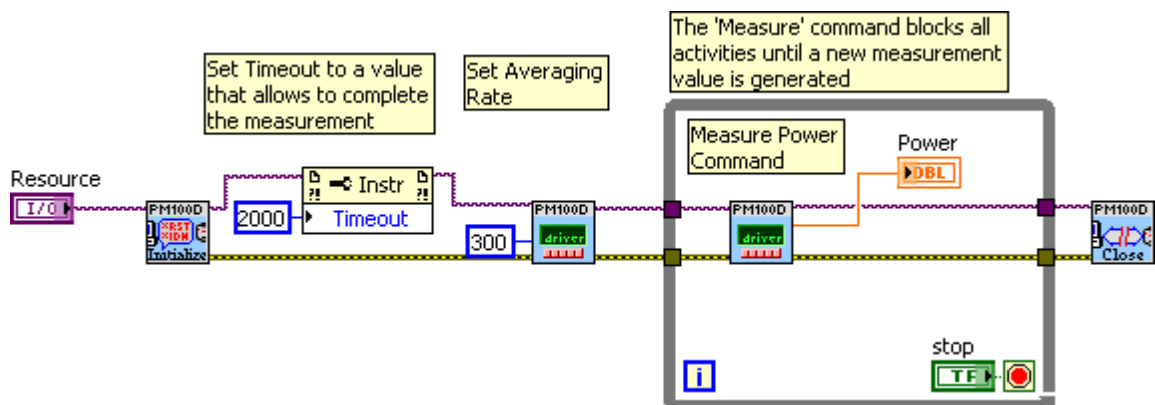 The 'Measure' command blocks all
activities until a new measurement
value is generated
Set Timeout to a value
that allows to complete
the measurement
Set Averaging
Rate
Measure Power
Command
Power
DBL
Resource
I/O
PM100D
*RST
*IDN
Initialize
?!
Instr
?!
2000
Timeout
300
PM100D
driver
PM100D
driver
PM100D
Close
stop
TF
i